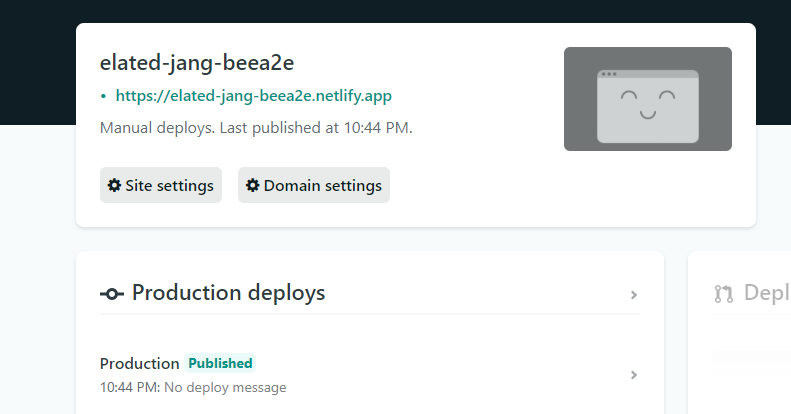 elated-jang-beea2e
• https://elated-jang-beea2e.netlify.app
Manual deploys. Last published at 10:44 PM.
Site settings
Domain settings
Production deploys
Production Published
10:44 PM: No deploy message
Depl